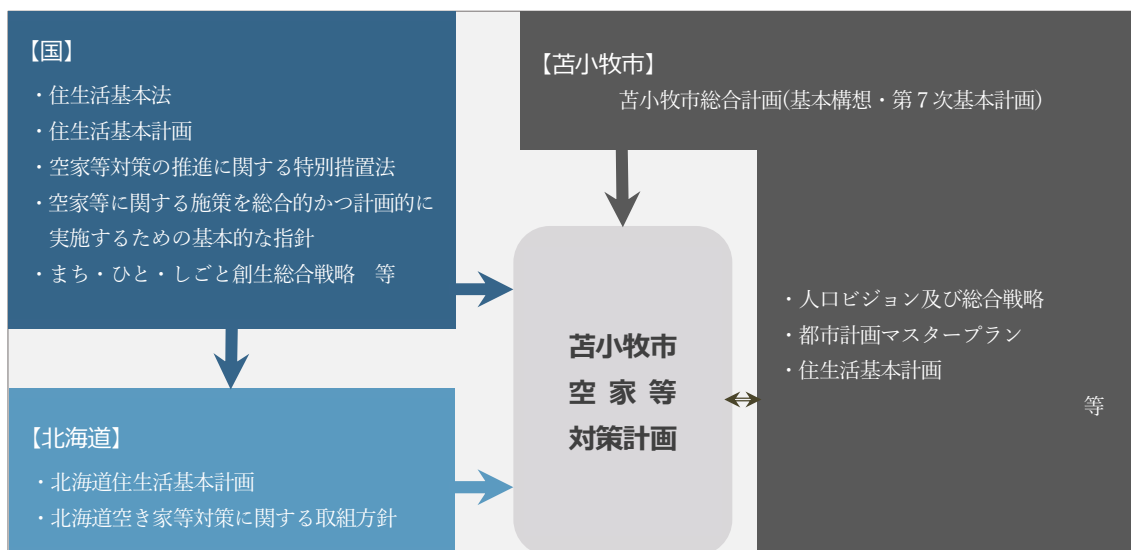 【国】
・住生活基本法
・住生活基本計画
・空家等対策の推進に関する特別措置法
・空家等に関する施策を総合的かつ計画的に
実施するための基本的な指針
・まち・ひと・しごと創生総合戦略　等
【北海道】
・北海道住生活基本計画
・北海道空き家等対策に関する取組方針
【苫小牧市】
苫小牧市総合計画(基本構想・第７次基本計画)
苫小牧市
空 家 等
対策計画
・人口ビジョン及び総合戦略
・都市計画マスタープラン
・住生活基本計画
等